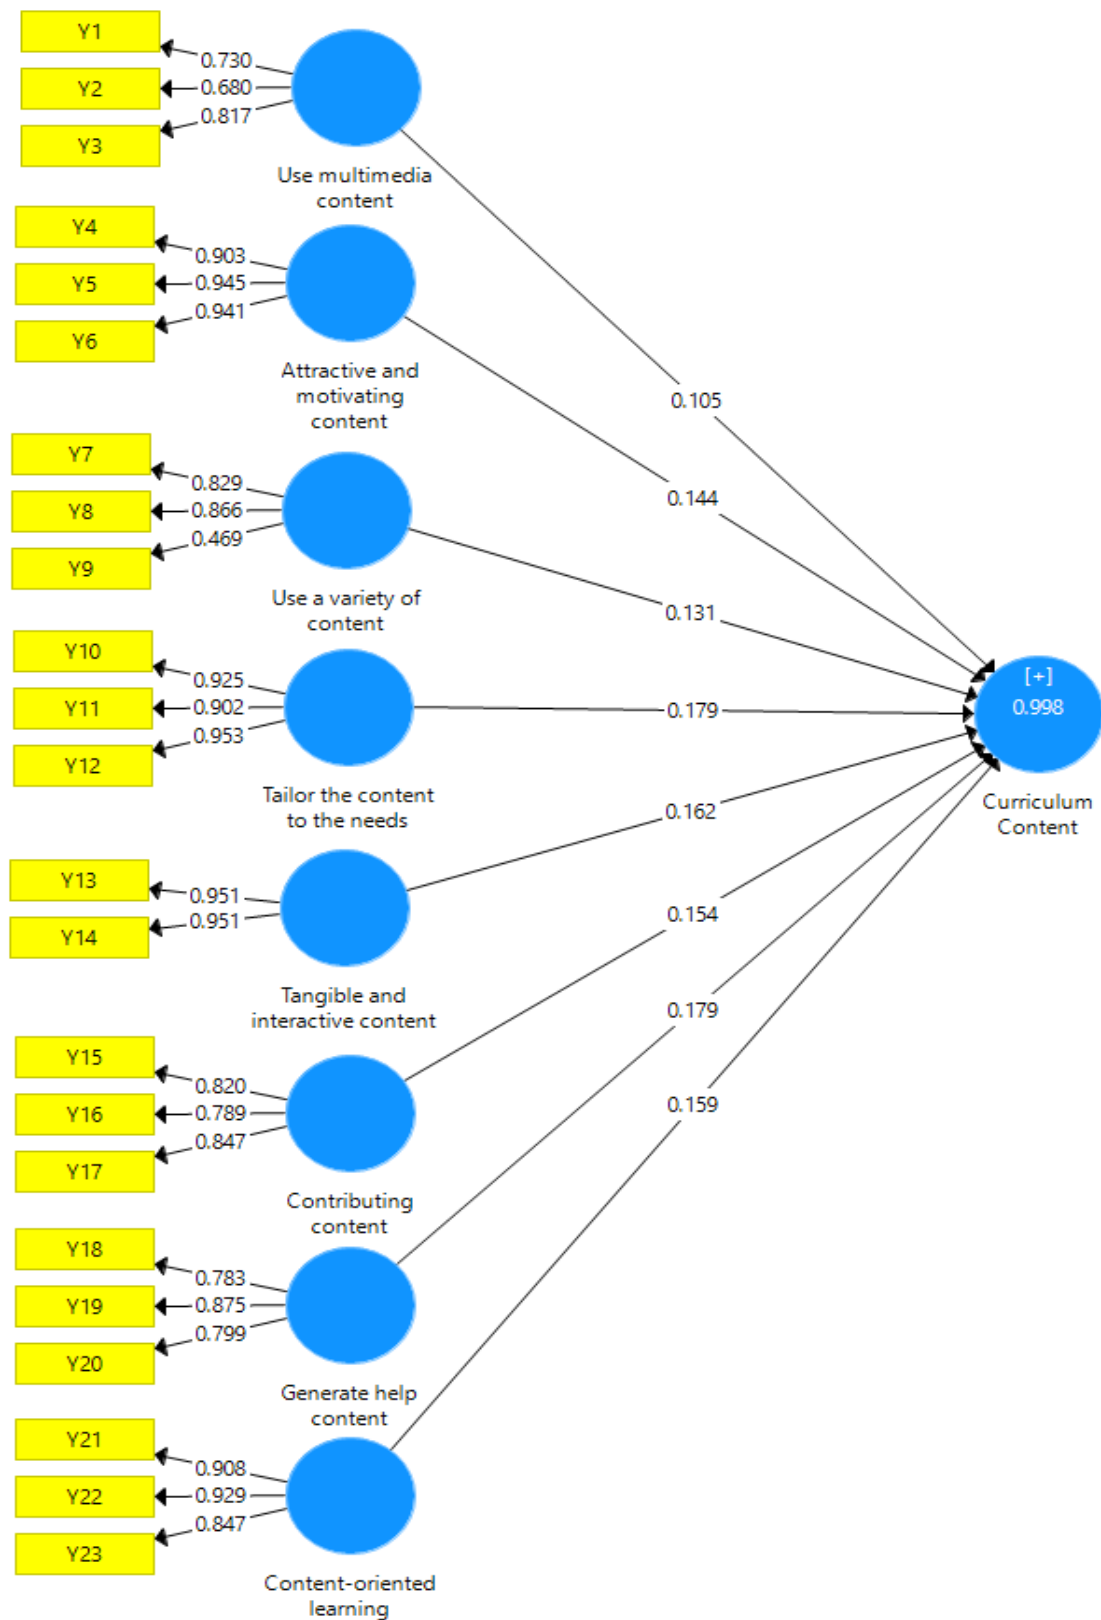 Y1
0.730
Y2
0.680
Y3
0.817
Use multimedia
content
Y4
0.903
Y5
0.945
Y6
0.941
Attractive and
motivating
content
Y7
0.829
Y8
0.866
Y9
0.469
Use a variety of
content
Y10
0.925
Y11
0.902
Y12
0.953
Tailor the content
to the needs
Y13
0.951
Y14
0.951
Tangible and
interactive content
Y15
0.820
Y16
0.789
Y17
0.847
Contributing
content
Y18
0.783
Y19
0.875
Y20
0.799
Generate help
content
Y21
0.908
Y22
0.929
Y23
0.847
Content-oriented
learning
0.105
0.144
0.131
0.179
0.162
0.154
0.179
0.159
[+]
0.998
Curriculum
Content